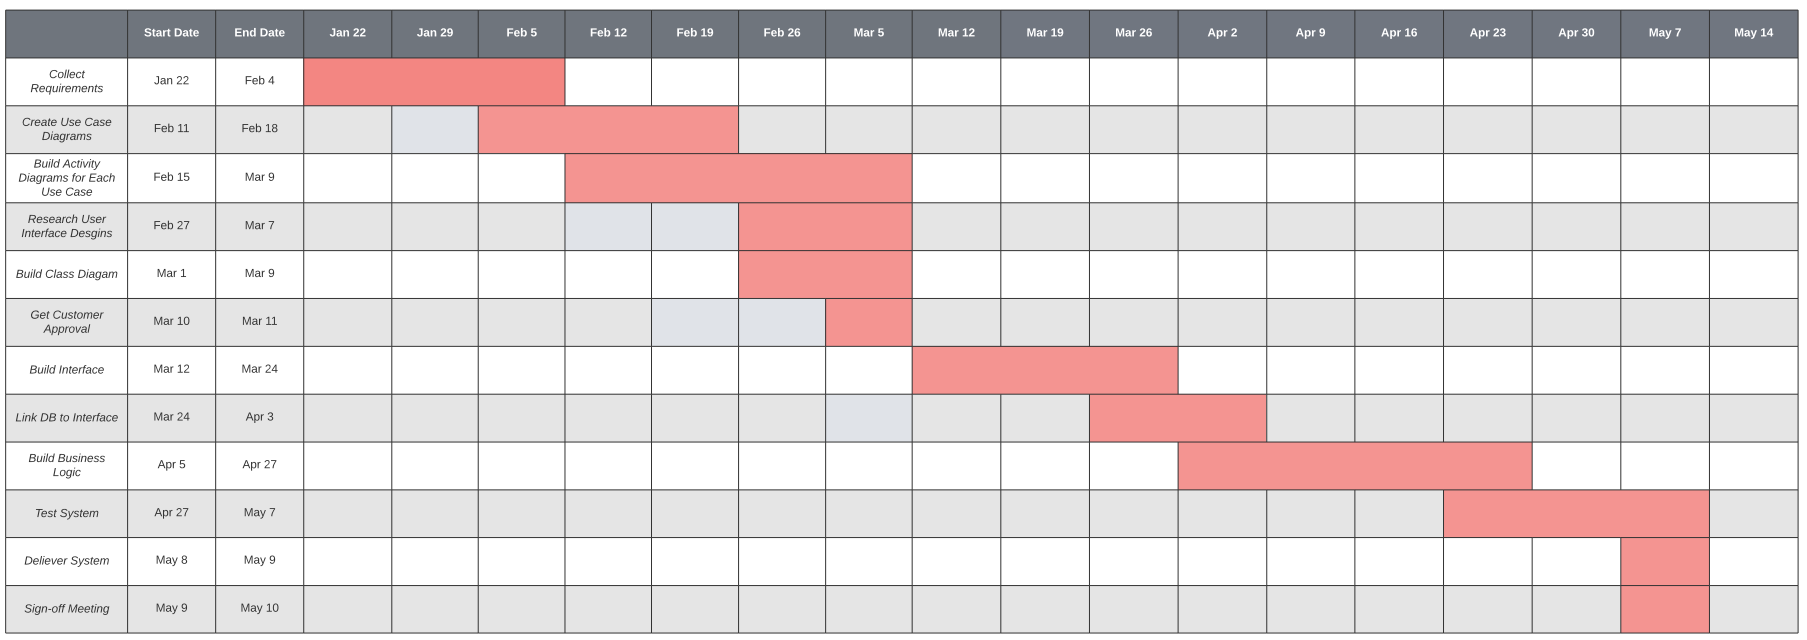 Start Date End Date Jan 22 Jan 29 Feb 5 Feb 12 Feb 19 Feb 26 Mar 5 Mar 12 Mar 19 Mar 26 Apr 2 Apr 9 Apr 16 Apr 23 Apr 30 May 7 May 14
Collect
Requirements
Jan 22 Feb 4
Create Use Case
Diagrams
Feb 11 Feb 18
Build Activity
Diagrams for Each
Use Case
Feb 15 Mar 9
Research User
Interface Desgins
Feb 27 Mar 7
Build Class Diagam Mar 1 Mar 9
Get Customer
Approval
Mar 10 Mar 11
Build Interface Mar 12 Mar 24
Link DB to Interface Mar 24 Apr 3
Build Business
Logic
Apr 5 Apr 27
Test System Apr 27 May 7
Deliever System May 8 May 9
Sign-off Meeting May 9 May 10